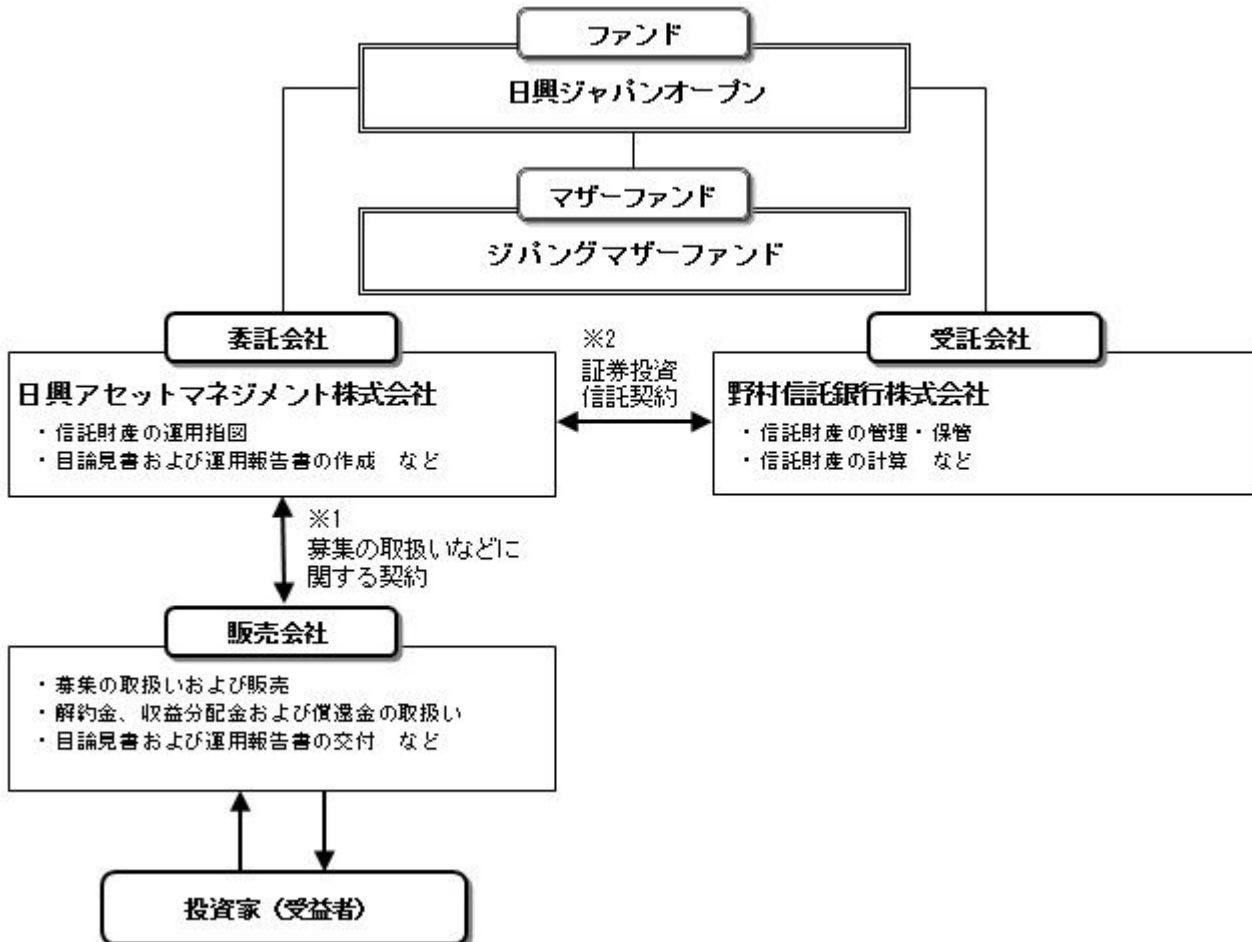 ファンド
日興ジャパンオープン
マザーファンド
ジパングマザーファンド
委託会社
日興アセットマネジメント株式会社
・信託財産の運用指図
・目論見書および運用報告書の作成　など
※2
証券投資
信託契約
受託会社
野村信託銀行株式会社
・信託財産の管理・保管
・信託財産の計算　など
※1
募集の取扱いなどに
関する契約
販売会社
・募集の取扱いおよび販売
・解約金、収益分配金および償還金の取扱い
・目論見書および運用報告書の交付　など
投資家（受益者）